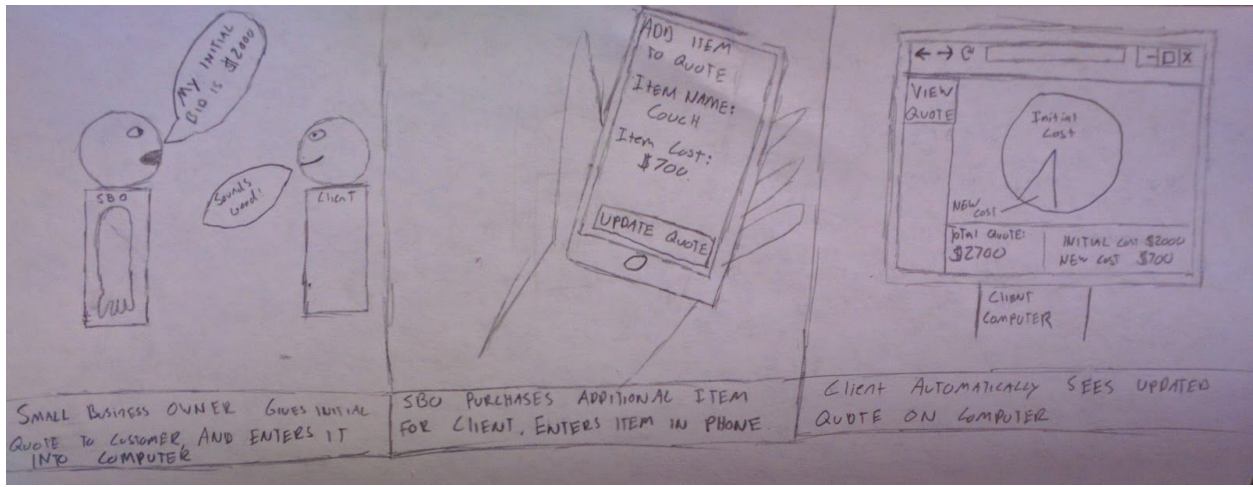 MY INITIAL
BID IS $2000
SBO
Sounds
Good!
Client
SMALL BUSINESS OWNER GIVES INITIAL
QUOTE TO CUSTOMER, AND ENTERS IT
INTO COMPUTER
ADD ITEM
TO QUOTE
ITEM NAME:
COUCH
Item Cost:
$700.
UPDATE QUOTE
SBO PURCHASES ADDITIONAL ITEM
FOR CLIENT, ENTERS ITEM IN PHONE
X
VIEW
QUOTE
Initial
Cost
NEW
cost
TOTAL QUOTE:
$2700
INITIAL COST $2000
NEW COST $700
CLIENT
COMPUTER
Client AUTOMATICALLY SEES UPDATED
QUOTE ON COMPUTER